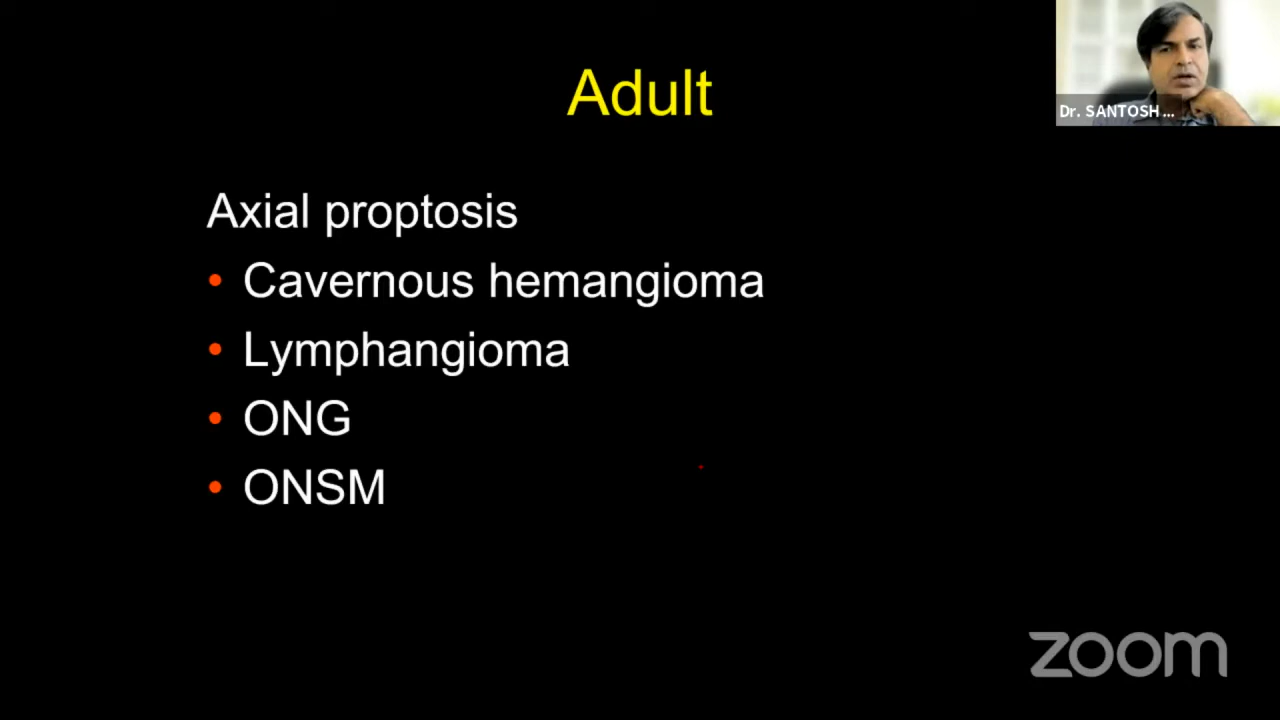 Adult
Dr. SANTOSH ...
Axial proptosis
• Cavernous hemangioma
• Lymphangioma
• ONG
• ONSM
zoom